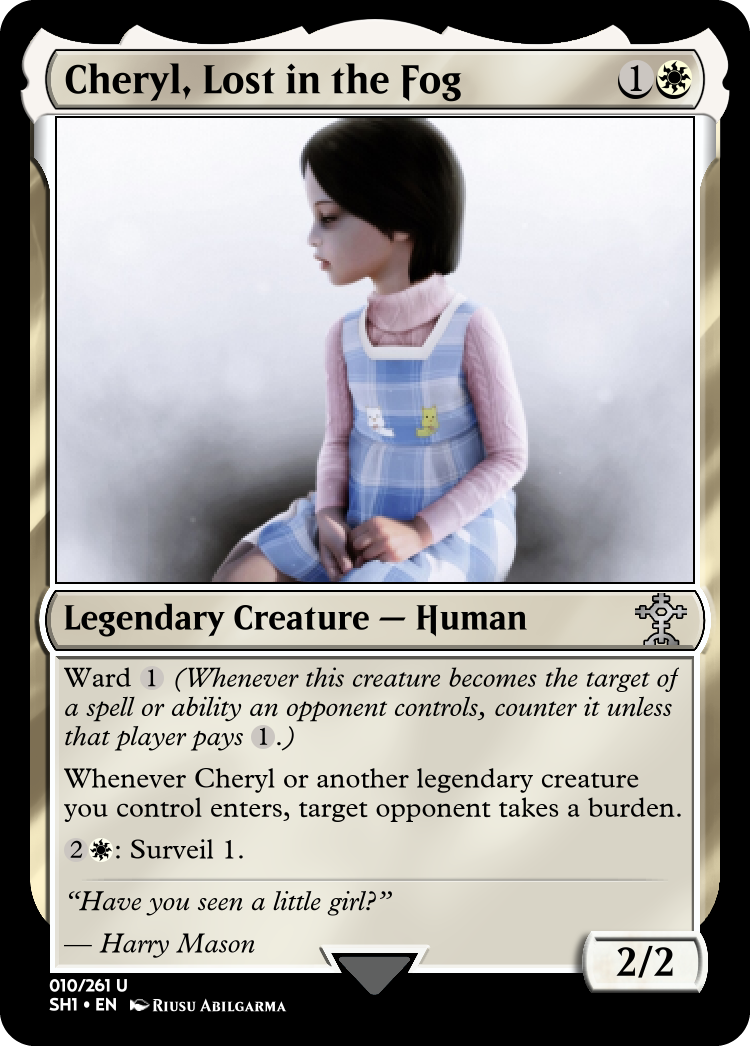 Cheryl, Lost in the Fog 1
Legendary Creature — Human
Ward 1 (Whenever this creature becomes the target of
a spell or ability an opponent controls, counter it unless
that player pays 1.)
Whenever Cheryl or another legendary creature
you control enters, target opponent takes a burden.
2: Surveil 1.
“Have you seen a little girl?”
— Harry Mason
2/2
010/261 U
SH1 • EN Riusu Abilgarma